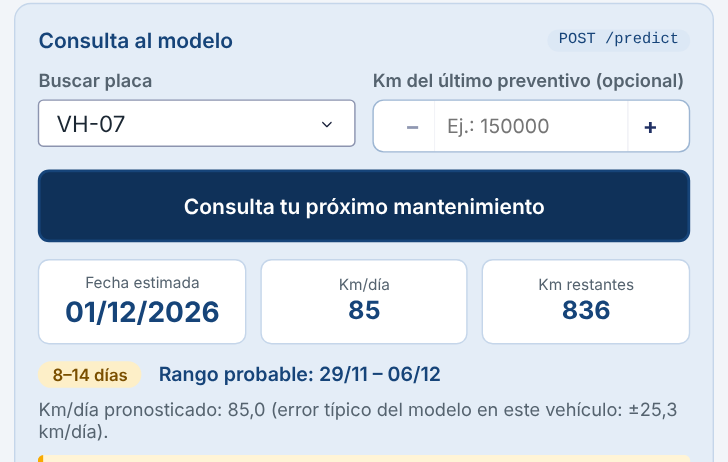 Consulta al modelo
POST /predict
Buscar placa
Km del último preventivo (opcional)
VH-07
− Ej.: 150000 +
Consulta tu próximo mantenimiento
Fecha estimada
01/12/2026
Km/día
85
Km restantes
836
8–14 días Rango probable: 29/11 – 06/12
Km/día pronosticado: 85,0 (error típico del modelo en este vehículo: ±25,3
km/día).